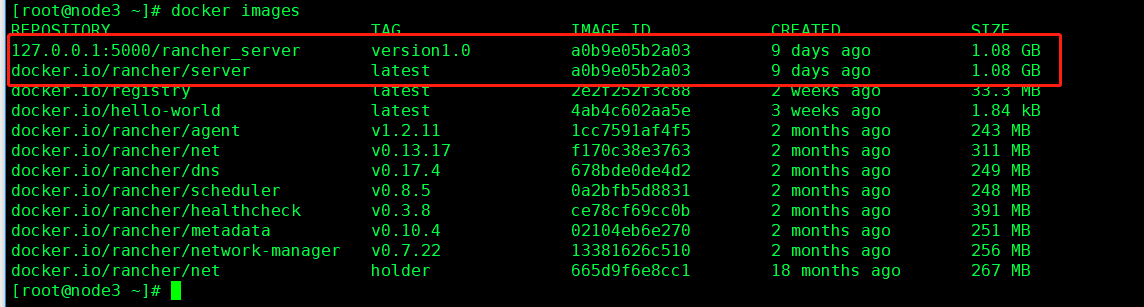 [root@node3 ~]# docker images
REPOSITORY TAG IMAGE ID CREATED SIZE
127.0.0.1:5000/rancher_server version1.0 a0b9e05b2a03 9 days ago 1.08 GB
docker.io/rancher/server latest a0b9e05b2a03 9 days ago 1.08 GB
docker.io/registry latest 2e2f252f3c88 2 weeks ago 33.3 MB
docker.io/hello-world latest 4ab4c602aa5e 3 weeks ago 1.84 kB
docker.io/rancher/agent v1.2.11 1cc7591af4f5 2 months ago 243 MB
docker.io/rancher/net v0.13.17 f170c38e3763 2 months ago 311 MB
docker.io/rancher/dns v0.17.4 678bde0de4d2 2 months ago 249 MB
docker.io/rancher/scheduler v0.8.5 0a2bfb5d8831 2 months ago 248 MB
docker.io/rancher/healthcheck v0.3.8 ce78cf69cc0b 2 months ago 391 MB
docker.io/rancher/metadata v0.10.4 02104eb6e270 2 months ago 251 MB
docker.io/rancher/network-manager v0.7.22 13381626c510 2 months ago 256 MB
docker.io/rancher/net holder 665d9f6e8cc1 18 months ago 267 MB
[root@node3 ~]#